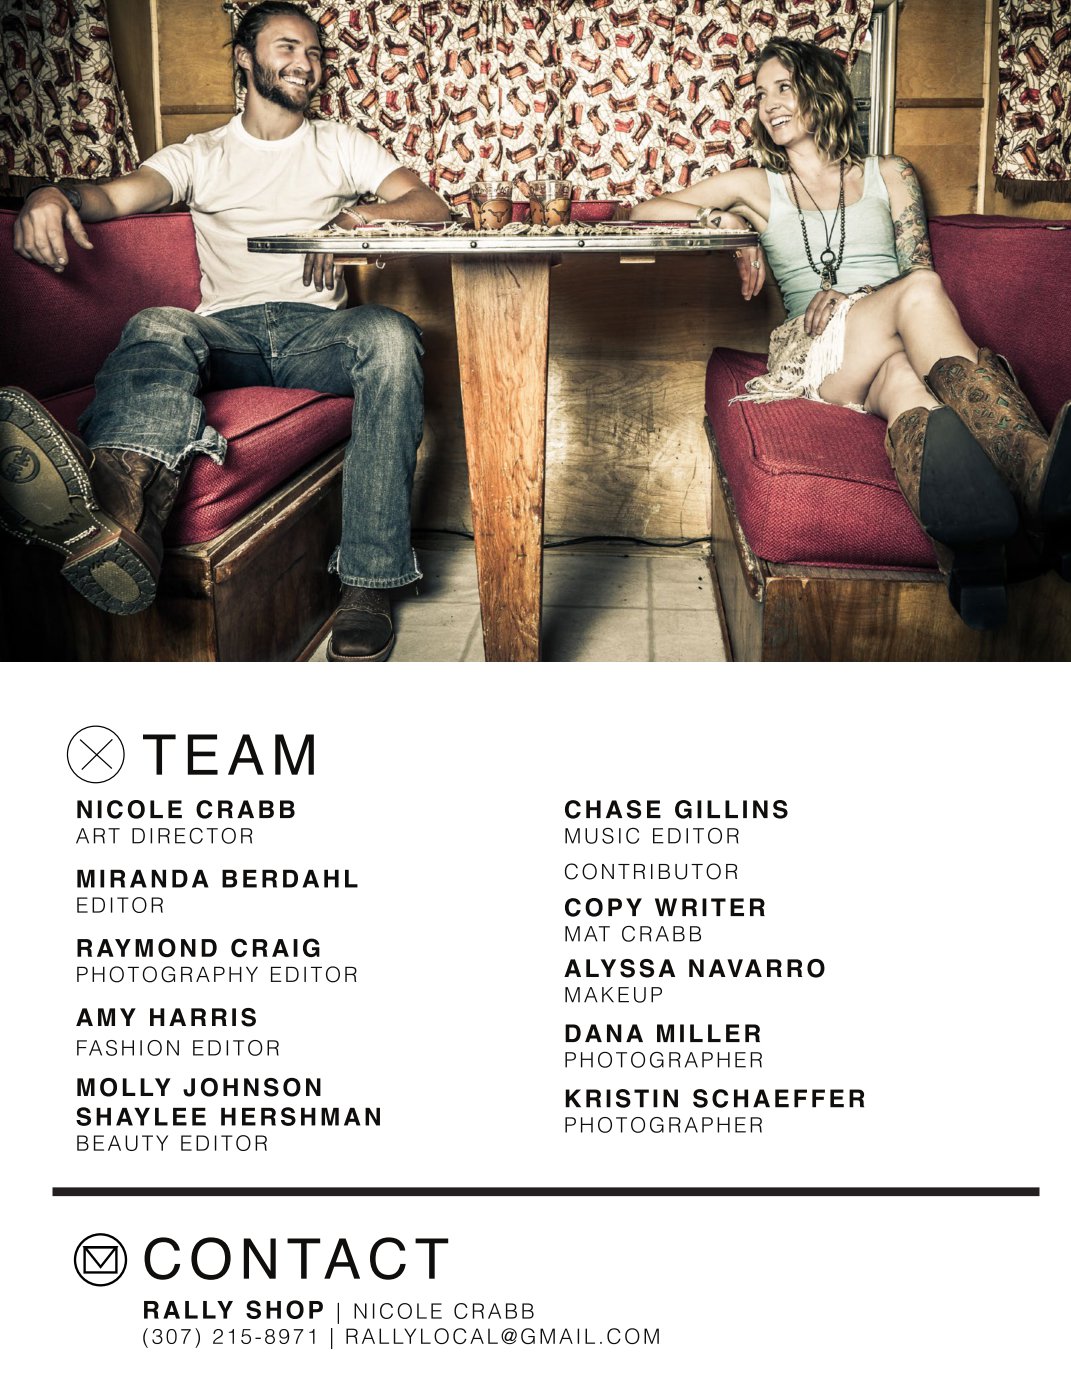 TEAM
NICOLE CRABB
ART DIRECTOR
MIRANDA BERDAHL
EDITOR
RAYMOND CRAIG
PHOTOGRAPHY EDITOR
AMY HARRIS
FASHION EDITOR
MOLLY JOHNSON
SHAYLEE HERSHMAN
BEAUTY EDITOR
CHASE GILLINS
MUSIC EDITOR
CONTRIBUTOR
COPY WRITER
MAT CRABB
ALYSSA NAVARRO
MAKEUP
DANA MILLER
PHOTOGRAPHER
KRISTIN SCHAEFFER
PHOTOGRAPHER
CONTACT
RALLY SHOP | NICOLE CRABB
(307) 215-8971 | RALLYLOCAL@GMAIL.COM